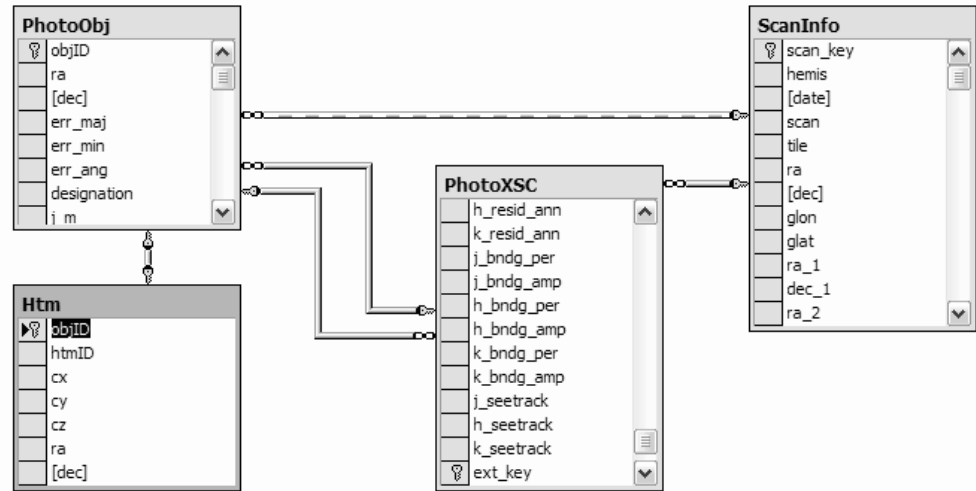 PhotoObj
objID
ra
[dec]
err_maj
err_min
err_ang
designation
j_m
Htm
objID
htmID
cx
cy
cz
ra
[dec]
PhotoXSC
h_resid_ann
k_resid_ann
j_bndg_per
j_bndg_amp
h_bndg_per
h_bndg_amp
k_bndg_per
k_bndg_amp
j_seetrack
h_seetrack
k_seetrack
ext_key
ScanInfo
scan_key
hemis
[date]
scan
tile
ra
[dec]
glon
glat
ra_1
dec_1
ra_2